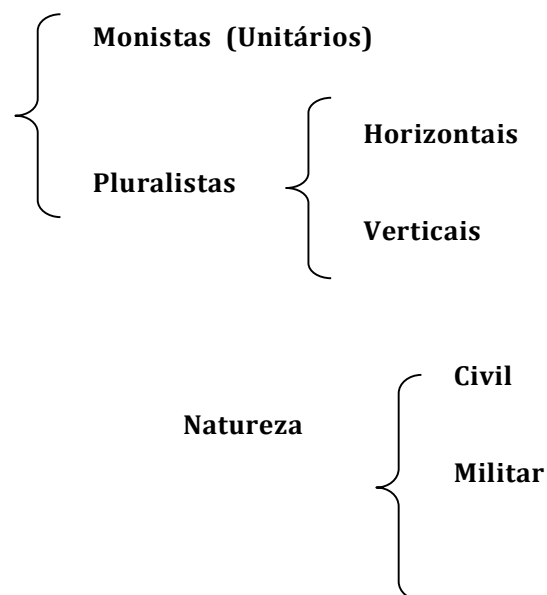 Monistas (Unitários)
Horizontais
Pluralistas
Verticais
Civil
Natureza
Militar